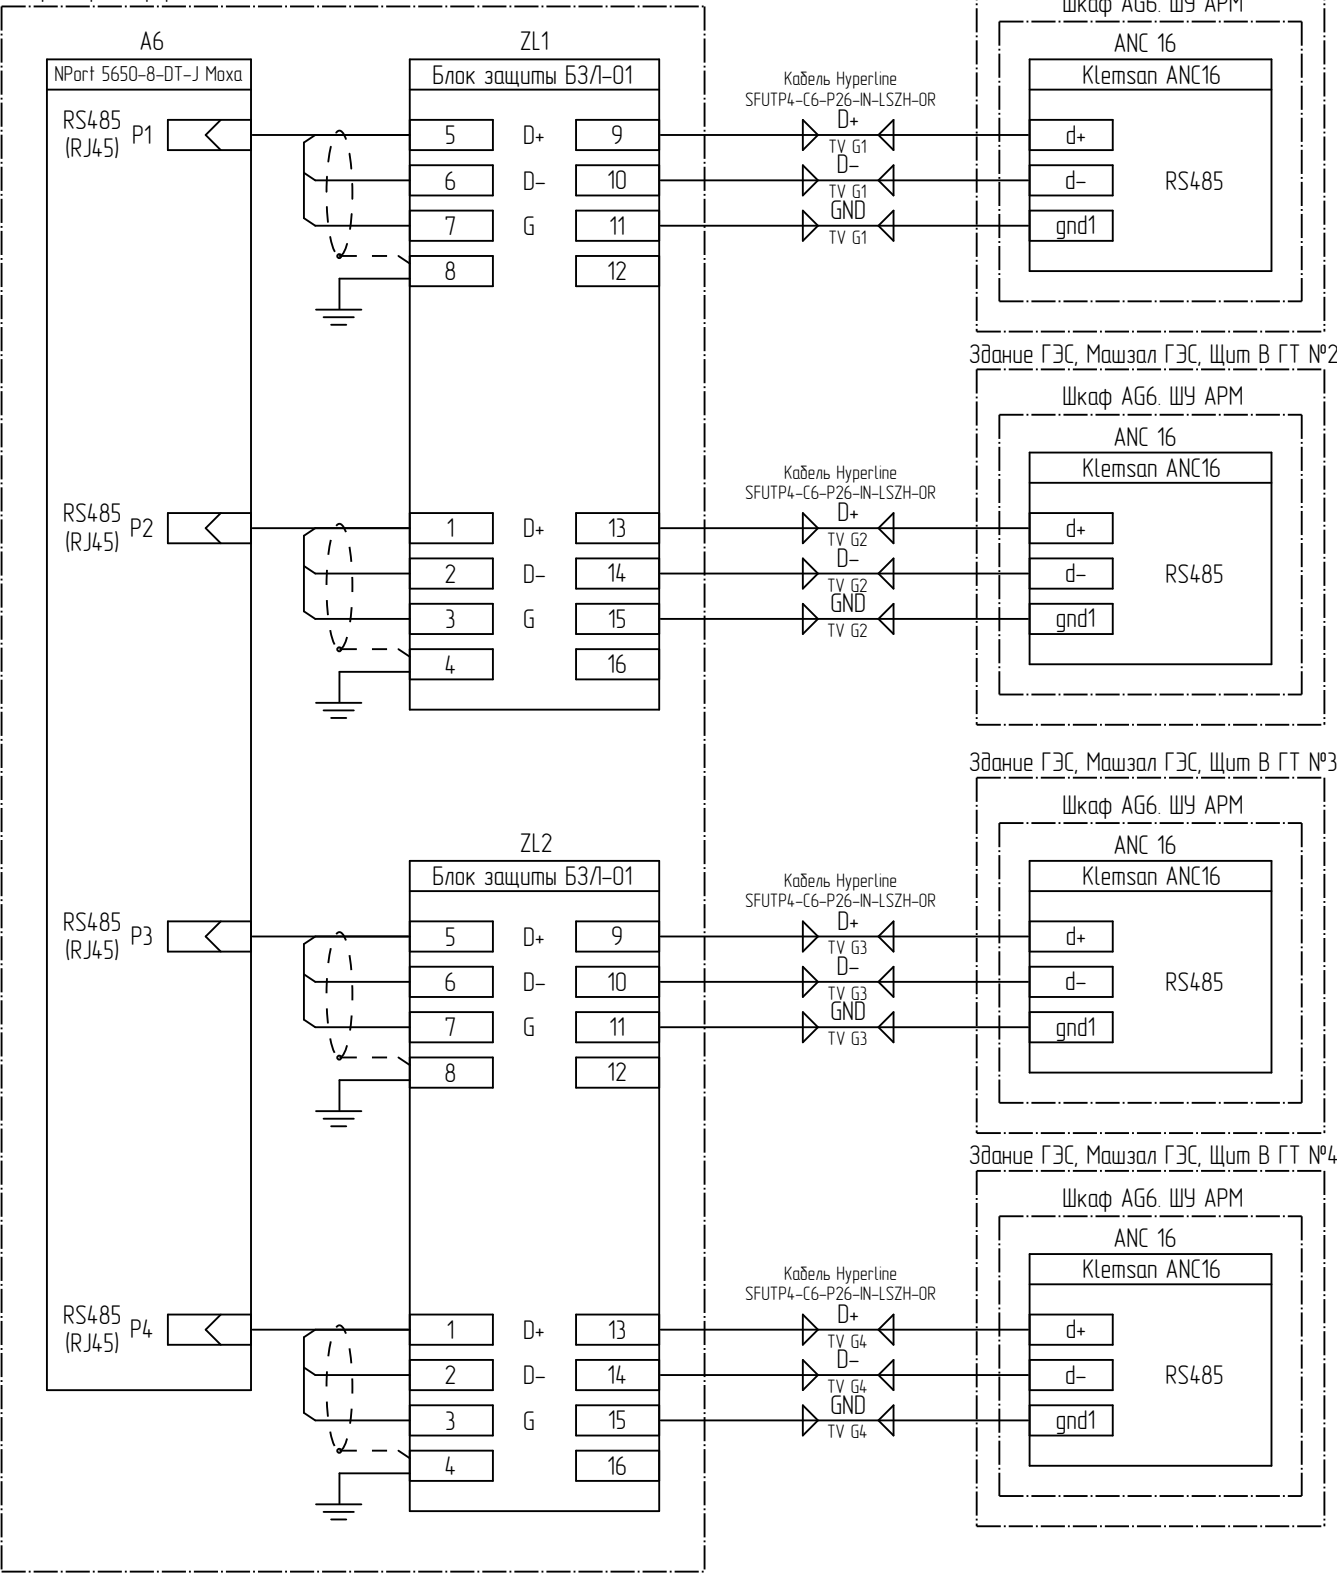 Шкаф AG6. ШУ АРМ
A6
NPort 5650-8-DT-J Moxa
RS485
(RJ45)
P1
RS485
(RJ45)
P2
RS485
(RJ45)
P3
RS485
(RJ45)
P4
ZL1
Блок защиты БЗЛ-01
5 D+ 9
6 D- 10
7 G 11
8 12
1 D+ 13
2 D- 14
3 G 15
4 16
ZL2
Блок защиты БЗЛ-01
5 D+ 9
6 D- 10
7 G 11
8 12
1 D+ 13
2 D- 14
3 G 15
4 16
Кабель Hyperline
SFUTP4-C6-P26-IN-LSZH-OR
D+
TV G1
D-
TV G1
GND
TV G1
Кабель Hyperline
SFUTP4-C6-P26-IN-LSZH-OR
D+
TV G2
D-
TV G2
GND
TV G2
Кабель Hyperline
SFUTP4-C6-P26-IN-LSZH-OR
D+
TV G3
D-
TV G3
GND
TV G3
Кабель Hyperline
SFUTP4-C6-P26-IN-LSZH-OR
D+
TV G4
D-
TV G4
GND
TV G4
ANC 16
Klemsan ANC16
d+
d- RS485
gnd1
Здание ГЭС, Машзал ГЭС, Щит В ГТ №2
Шкаф AG6. ШУ АРМ
ANC 16
Klemsan ANC16
d+
d- RS485
gnd1
Здание ГЭС, Машзал ГЭС, Щит В ГТ №3
Шкаф AG6. ШУ АРМ
ANC 16
Klemsan ANC16
d+
d- RS485
gnd1
Здание ГЭС, Машзал ГЭС, Щит В ГТ №4
Шкаф AG6. ШУ АРМ
ANC 16
Klemsan ANC16
d+
d- RS485
gnd1